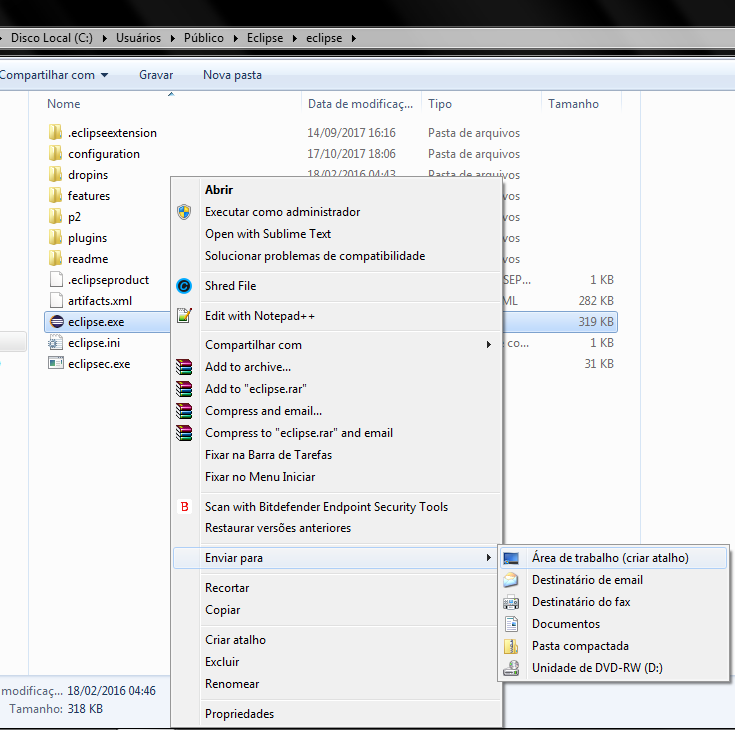 Disco Local (C:) Usuários Público Eclipse eclipse
Compartilhar com Gravar Nova pasta
Nome Data de modificaç... Tipo Tamanho
.eclipseextension 14/09/2017 16:16 Pasta de arquivos
configuration 17/10/2017 18:06 Pasta de arquivos
dropins 18/02/2016 04:43 Pasta de arquivos
features vos
p2 vos
plugins vos
readme vos
.eclipseproduct SEP... 1 KB
artifacts.xml ML 282 KB
eclipse.exe 319 KB
eclipse.ini e co... 1 KB
eclipsec.exe 31 KB
Abrir
Executar como administrador
Open with Sublime Text
Solucionar problemas de compatibilidade
Shred File
Edit with Notepad++
Compartilhar com
Add to archive...
Add to "eclipse.rar"
Compress and email...
Compress to "eclipse.rar" and email
Fixar na Barra de Tarefas
Fixar no Menu Iniciar
B Scan with Bitdefender Endpoint Security Tools
Restaurar versões anteriores
Enviar para
Recortar
Copiar
Criar atalho
Excluir
Renomear
Propriedades
Área de trabalho (criar atalho)
Destinatário de email
Destinatário do fax
Documentos
Pasta compactada
Unidade de DVD-RW (D:)
modificaç... 18/02/2016 04:46
Tamanho: 318 KB